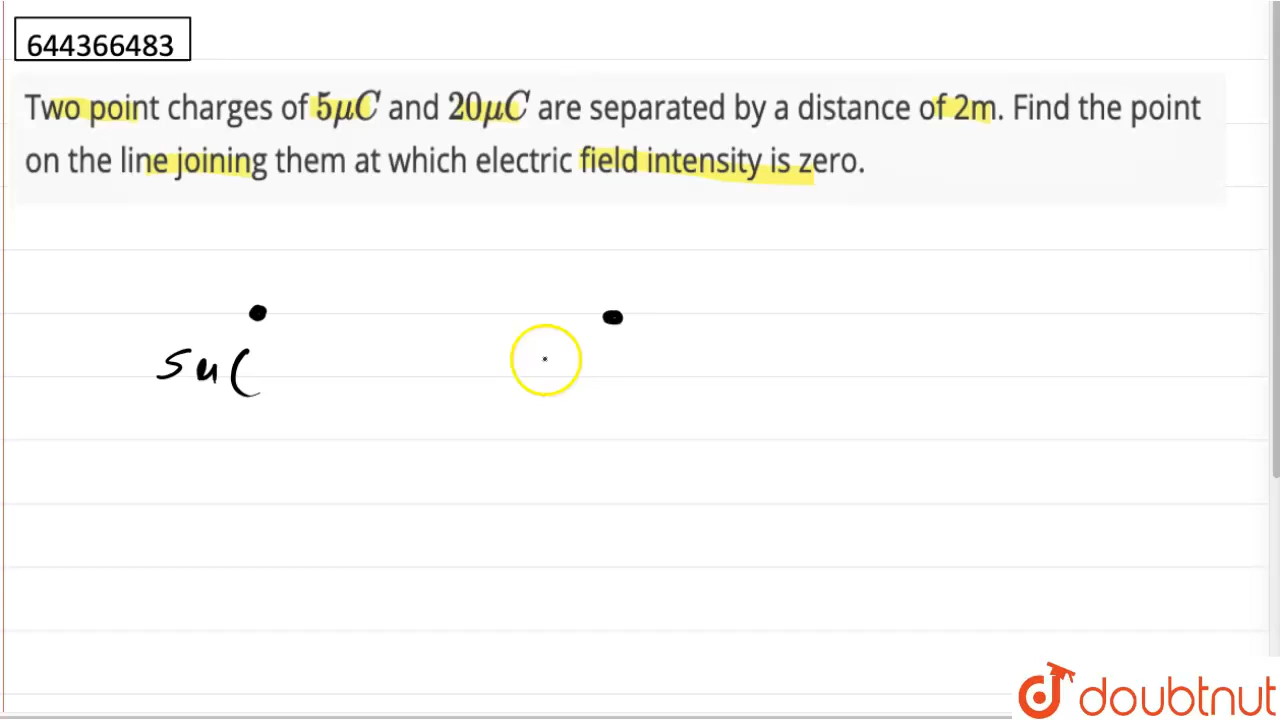 644366483
Two point charges of 5μC and 20μC are separated by a distance of 2m. Find the point
on the line joining them at which electric field intensity is zero.
5 u C
doubtnut